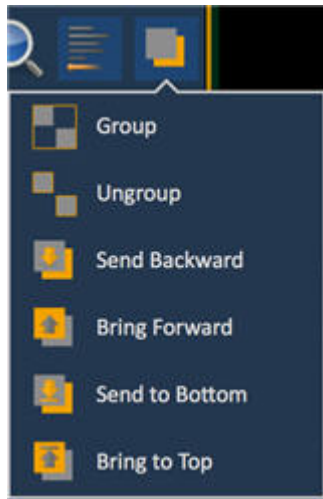 Group
Ungroup
Send Backward
Bring Forward
Send to Bottom
Bring to Top